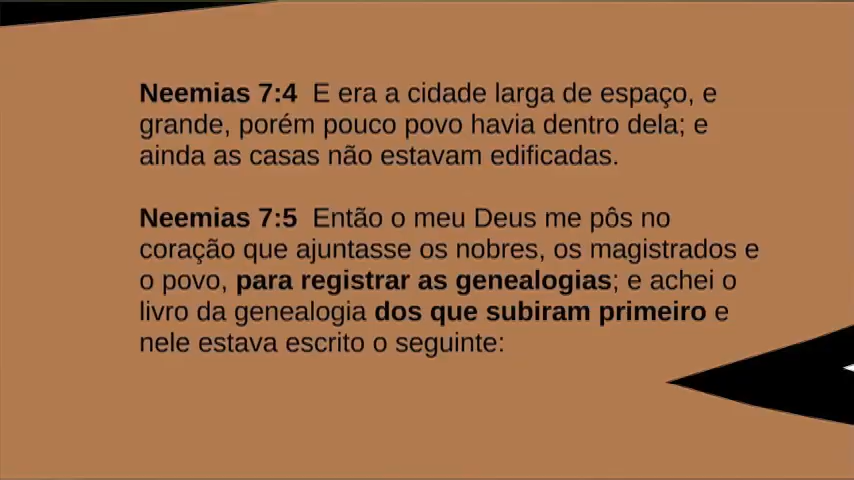 Neemias 7:4 E era a cidade larga de espaço, e
grande, porém pouco povo havia dentro dela; e
ainda as casas não estavam edificadas.
Neemias 7:5 Então o meu Deus me pôs no
coração que ajuntasse os nobres, os magistrados e
o povo, para registrar as genealogias; e achei o
livro da genealogia dos que subiram primeiro e
nele estava escrito o seguinte: